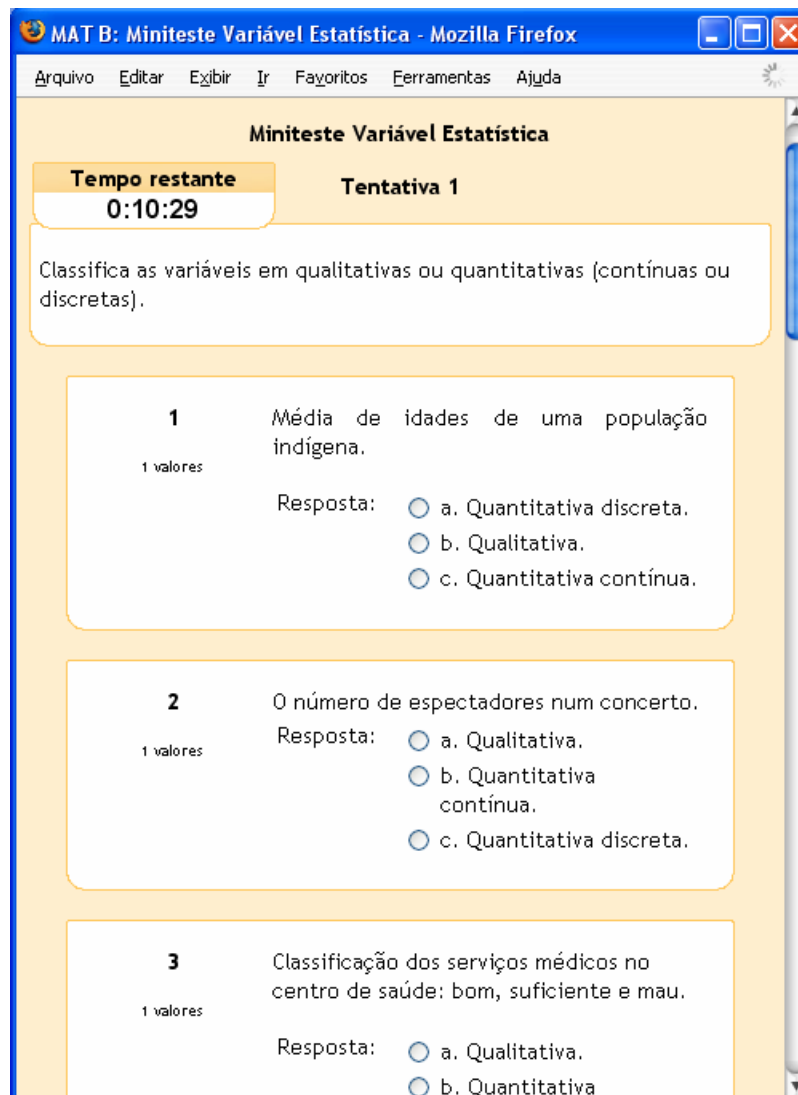 MAT B: Miniteste Variável Estatística - Mozilla Firefox
Arquivo Editar Exibir Ir Favoritos Ferramentas Ajuda
Miniteste Variável Estatística
Tempo restante
Tentativa 1
0:10:29
Classifica as variáveis em qualitativas ou quantitativas (contínuas ou
discretas).
1
Média de idades de uma população
indígena.
1 valores
Resposta:
a. Quantitativa discreta.
b. Qualitativa.
c. Quantitativa contínua.
2
O número de espectadores num concerto.
1 valores
Resposta:
a. Qualitativa.
b. Quantitativa
contínua.
c. Quantitativa discreta.
3
Classificação dos serviços médicos no
centro de saúde: bom, suficiente e mau.
1 valores
Resposta:
a. Qualitativa.
b. Quantitativa